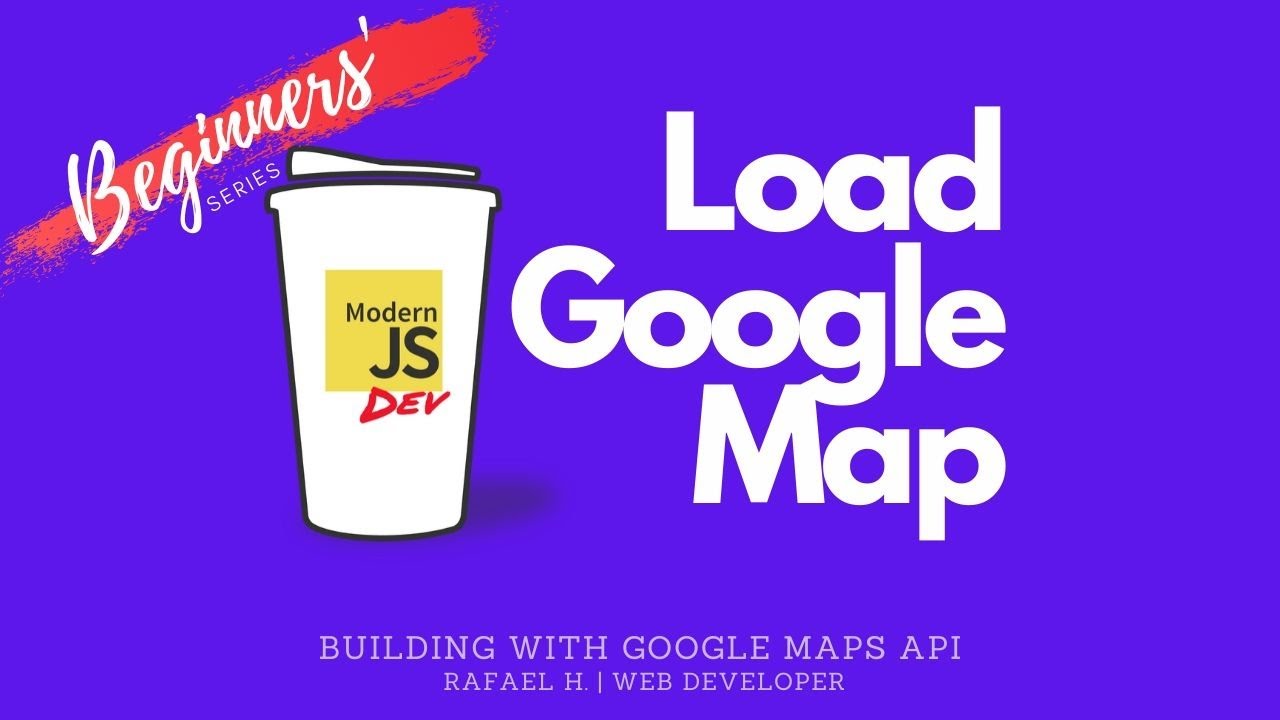 Beginners'
SERIES
Modern
JS
DEV
Load
Google
Map
BUILDING WITH GOOGLE MAPS API
RAFAEL H. | WEB DEVELOPER